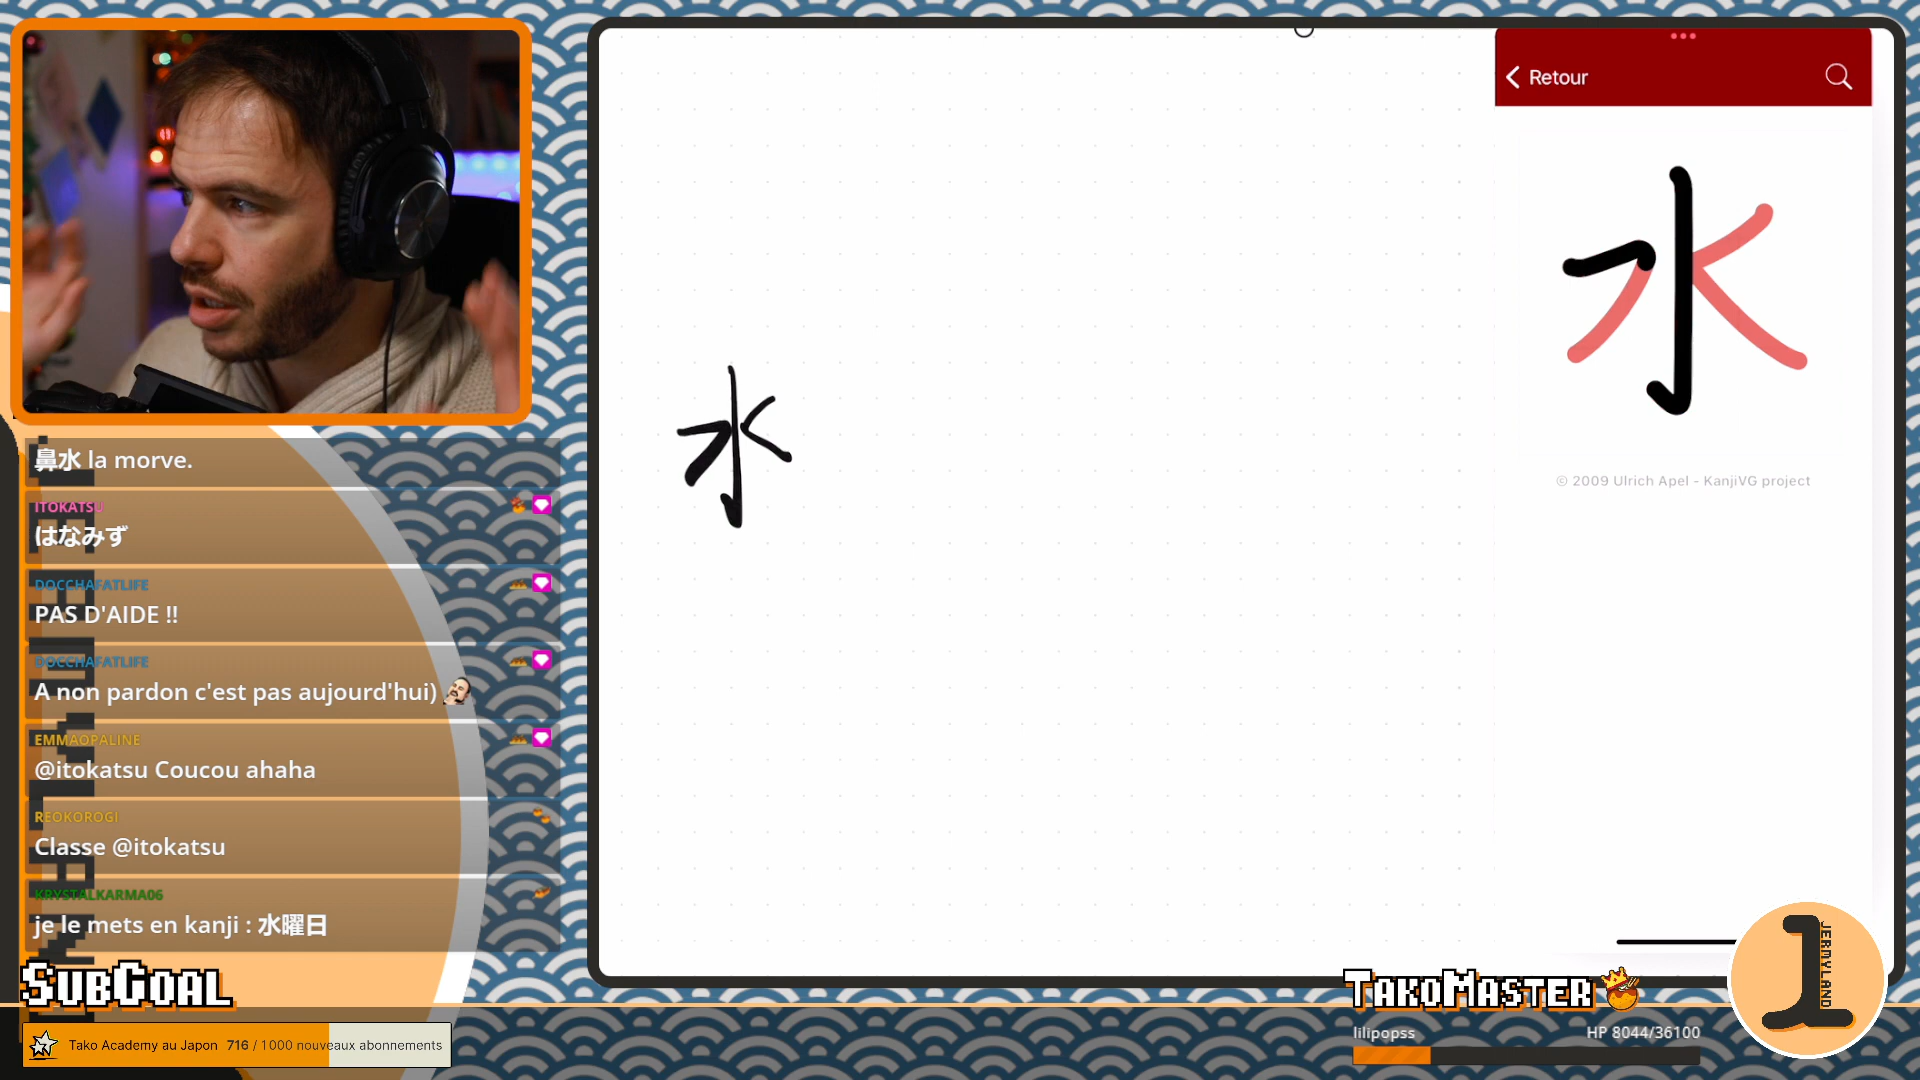 鼻水 la morve.
ITOKATSU
はなみず
DOCCHAFATLIFE
PAS D'AIDE !!
DOCCHAFATLIFE
A non pardon c'est pas aujourd'hui)
EMMAOPALINE
@itokatsu Coucou ahaha
REOKOROGI
Classe @itokatsu
KRYSTALKARMA06
je le mets en kanji : 水曜日
SUBGOAL
Tako Academy au Japon 716 / 1000 nouveaux abonnements
水
Retour
水
© 2009 Ulrich Apel - KanjiVG project
TAKOMASTER
lilipopss HP 8044/36100
JEREMYLAND